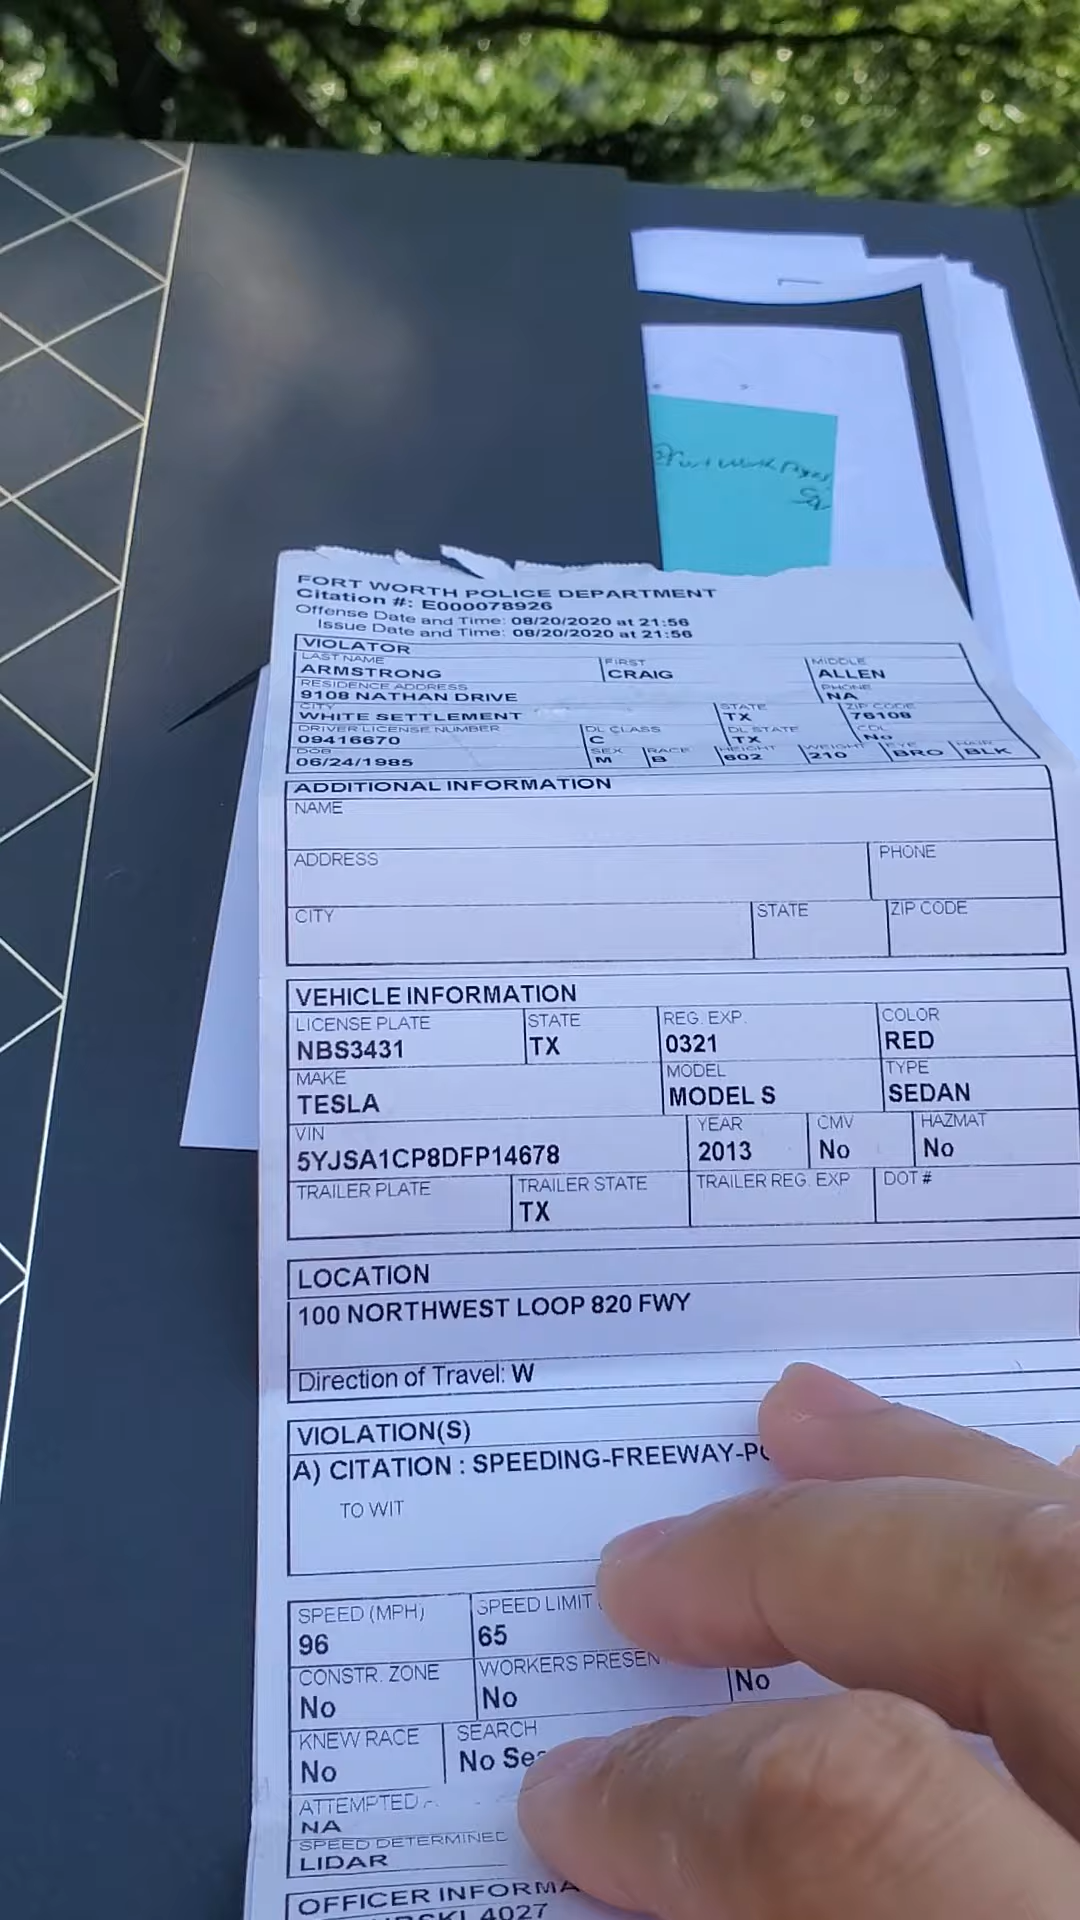 Fort Worth Pages
FORT WORTH POLICE DEPARTMENT
Citation #: E000078926
Offense Date and Time: 08/20/2020 at 21:56
Issue Date and Time: 08/20/2020 at 21:56
VIOLATOR
LAST NAME FIRST MIDDLE
ARMSTRONG CRAIG ALLEN
RESIDENCE ADDRESS PHONE
9108 NATHAN DRIVE NA
CITY STATE ZIP CODE
WHITE SETTLEMENT TX 76108
DRIVER LICENSE NUMBER DL CLASS DL STATE CDL
09416670 C TX No
DOB SEX RACE HEIGHT WEIGHT EYE HAIR
06/24/1985 M B 602 210 BRO BLK
ADDITIONAL INFORMATION
NAME
ADDRESS PHONE
CITY STATE ZIP CODE
VEHICLE INFORMATION
LICENSE PLATE STATE REG. EXP. COLOR
NBS3431 TX 0321 RED
MAKE MODEL TYPE
TESLA MODEL S SEDAN
VIN YEAR CMV HAZMAT
5YJSA1CP8DFP14678 2013 No No
TRAILER PLATE TRAILER STATE TRAILER REG. EXP DOT #
TX
LOCATION
100 NORTHWEST LOOP 820 FWY
Direction of Travel: W
VIOLATION(S)
A) CITATION : SPEEDING-FREEWAY-
TO WIT
SPEED (MPH) SPEED LIMIT
96 65
CONSTR. ZONE WORKERS PRESEN
No No No
KNEW RACE SEARCH
No No Sea
ATTEMPTED
NA
SPEED DETERMINED
LIDAR
OFFICER INFORMA
4027